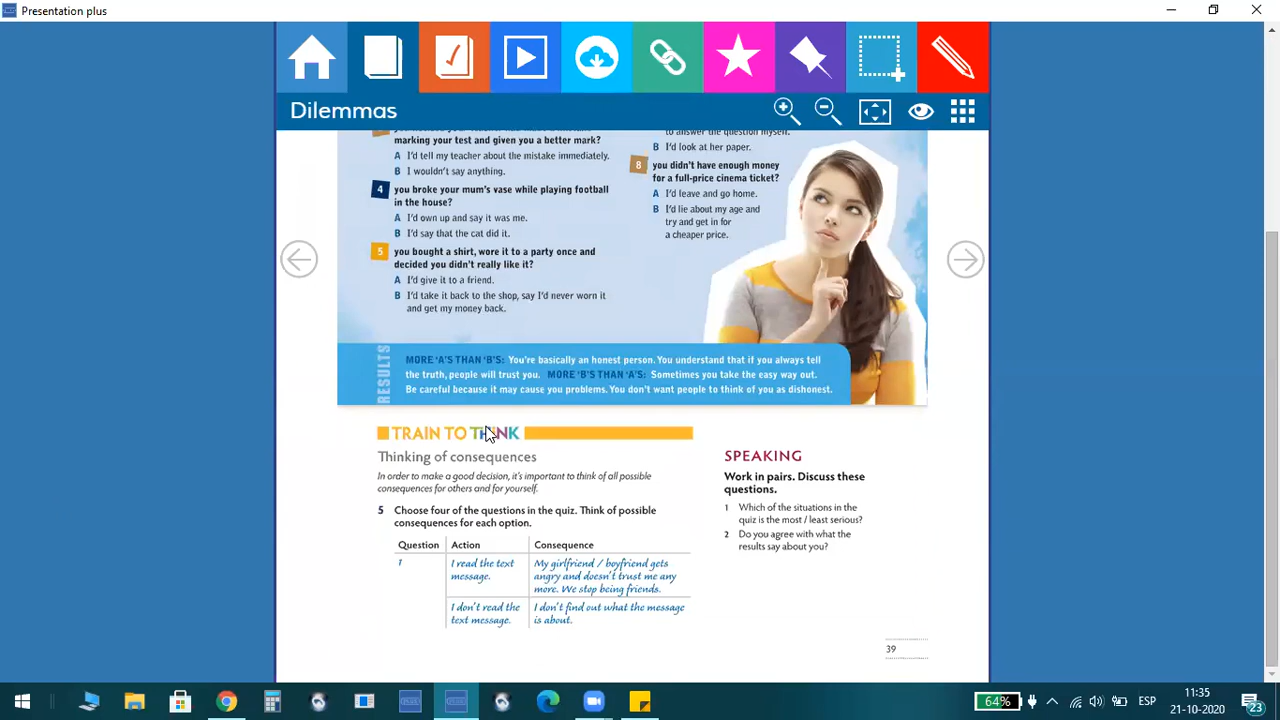 Presentation plus
Dilemmas
marking your test and given you a better mark?
A I'd tell my teacher about the mistake immediately.
B I wouldn't say anything.
4 you broke your mum's vase while playing football
in the house?
A I'd own up and say it was me.
B I'd say that the cat did it.
5 you bought a shirt, wore it to a party once and
decided you didn't really like it?
A I'd give it to a friend.
B I'd take it back to the shop, say I'd never worn it
and get my money back.
to answer the question myself.
B I'd look at her paper.
8 you didn't have enough money
for a full-price cinema ticket?
A I'd leave and go home.
B I'd lie about my age and
try and get in for
a cheaper price.
RESULTS
MORE 'A'S THAN 'B'S: You're basically an honest person. You understand that if you always tell
the truth, people will trust you. MORE 'B'S THAN 'A'S: Sometimes you take the easy way out.
Be careful because it may cause you problems. You don't want people to think of you as dishonest.
TRAIN TO THINK
Thinking of consequences
In order to make a good decision, it's important to think of all possible
consequences for others and for yourself.
5 Choose four of the questions in the quiz. Think of possible
consequences for each option.
Question Action Consequence
1 I read the text My girlfriend / boyfriend gets
message. angry and doesn't trust me any
more. We stop being friends.
I don't read the I don't find out what the message
text message. is about.
SPEAKING
Work in pairs. Discuss these
questions.
1 Which of the situations in the
quiz is the most / least serious?
2 Do you agree with what the
results say about you?
39
64%
ESP
11:35
21-10-2020
23